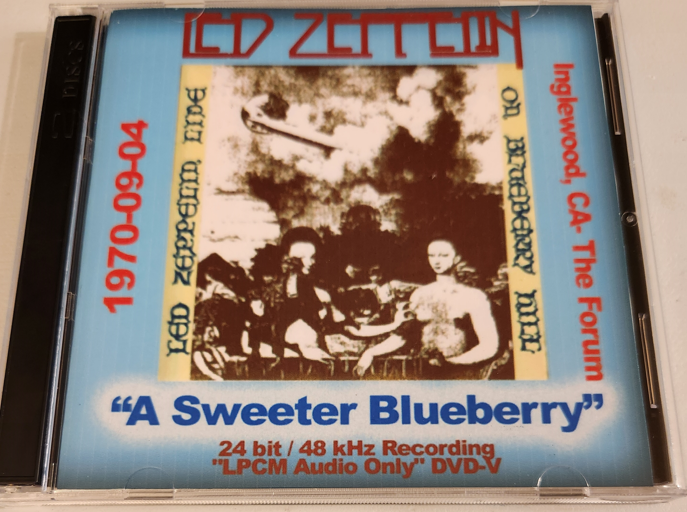 LED ZEPPELIN
LED ZEPPELIN LIVE
ON BLUEBERRY HILL
1970-09-04
Inglewood, CA- The Forum
"A Sweeter Blueberry"
24 bit / 48 kHz Recording
"LPCM Audio Only" DVD-V